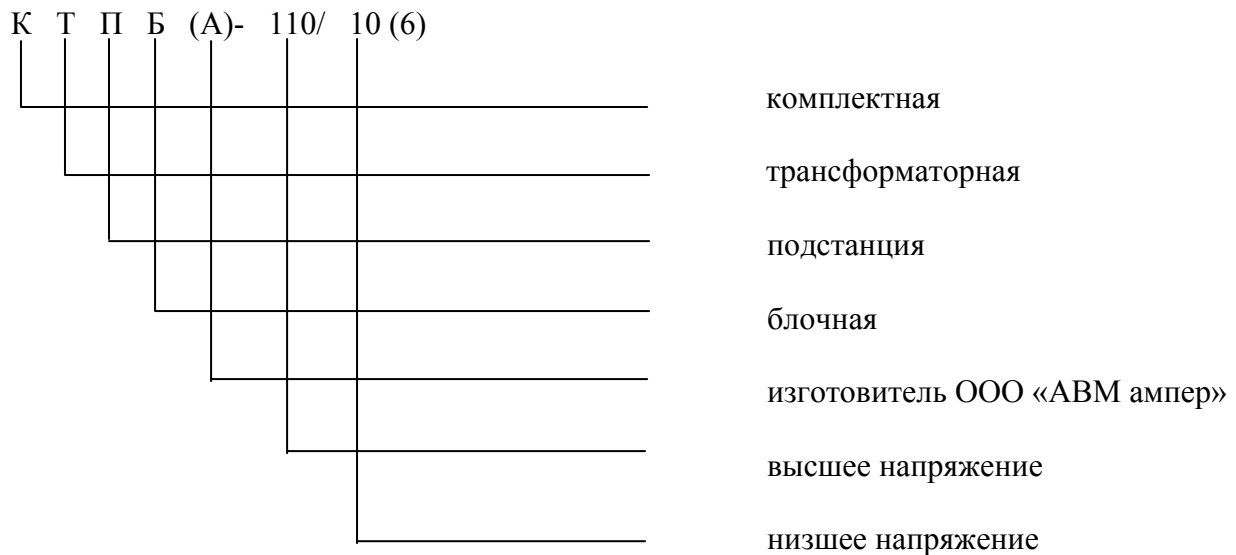 К Т П Б (А)- 110/ 10 (6)
комплектная
трансформаторная
подстанция
блочная
изготовитель ООО «АВМ ампер»
высшее напряжение
низшее напряжение